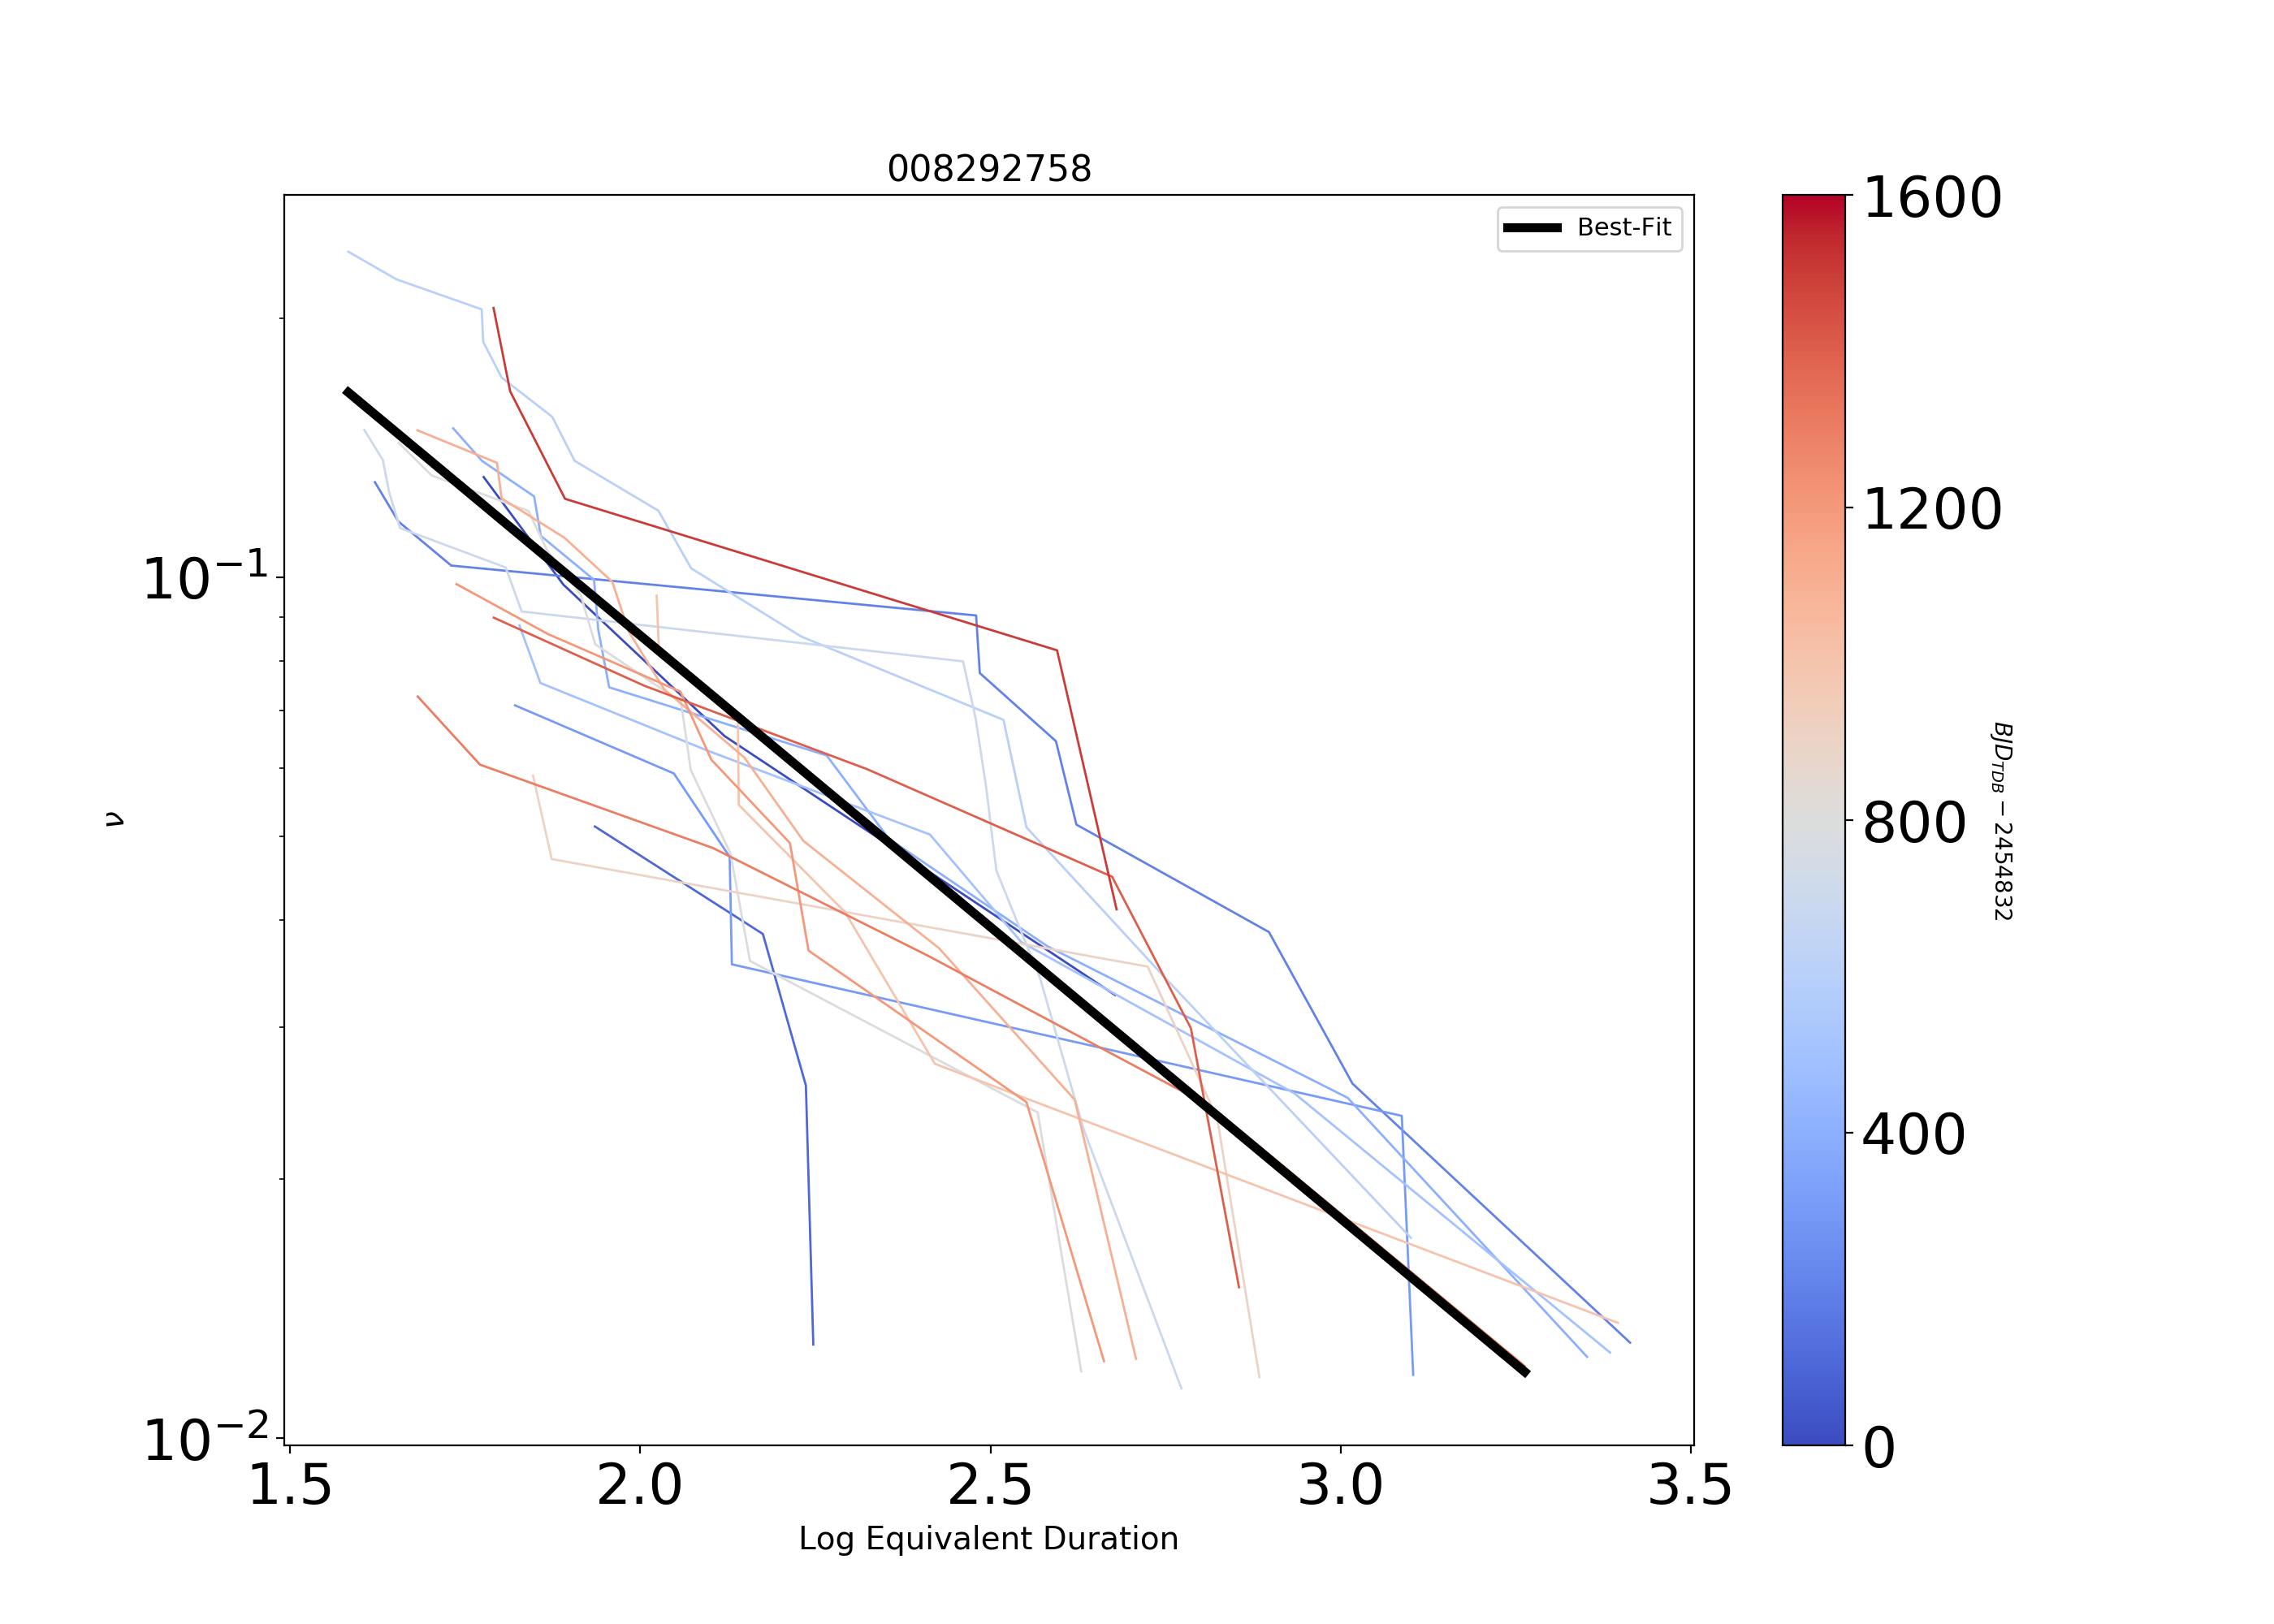 008292758
Best-Fit
10⁻¹
10⁻²
ν
1.5 2.0 2.5 3.0 3.5
Log Equivalent Duration
1600
1200
800
400
0
BJD_TDB − 2454832